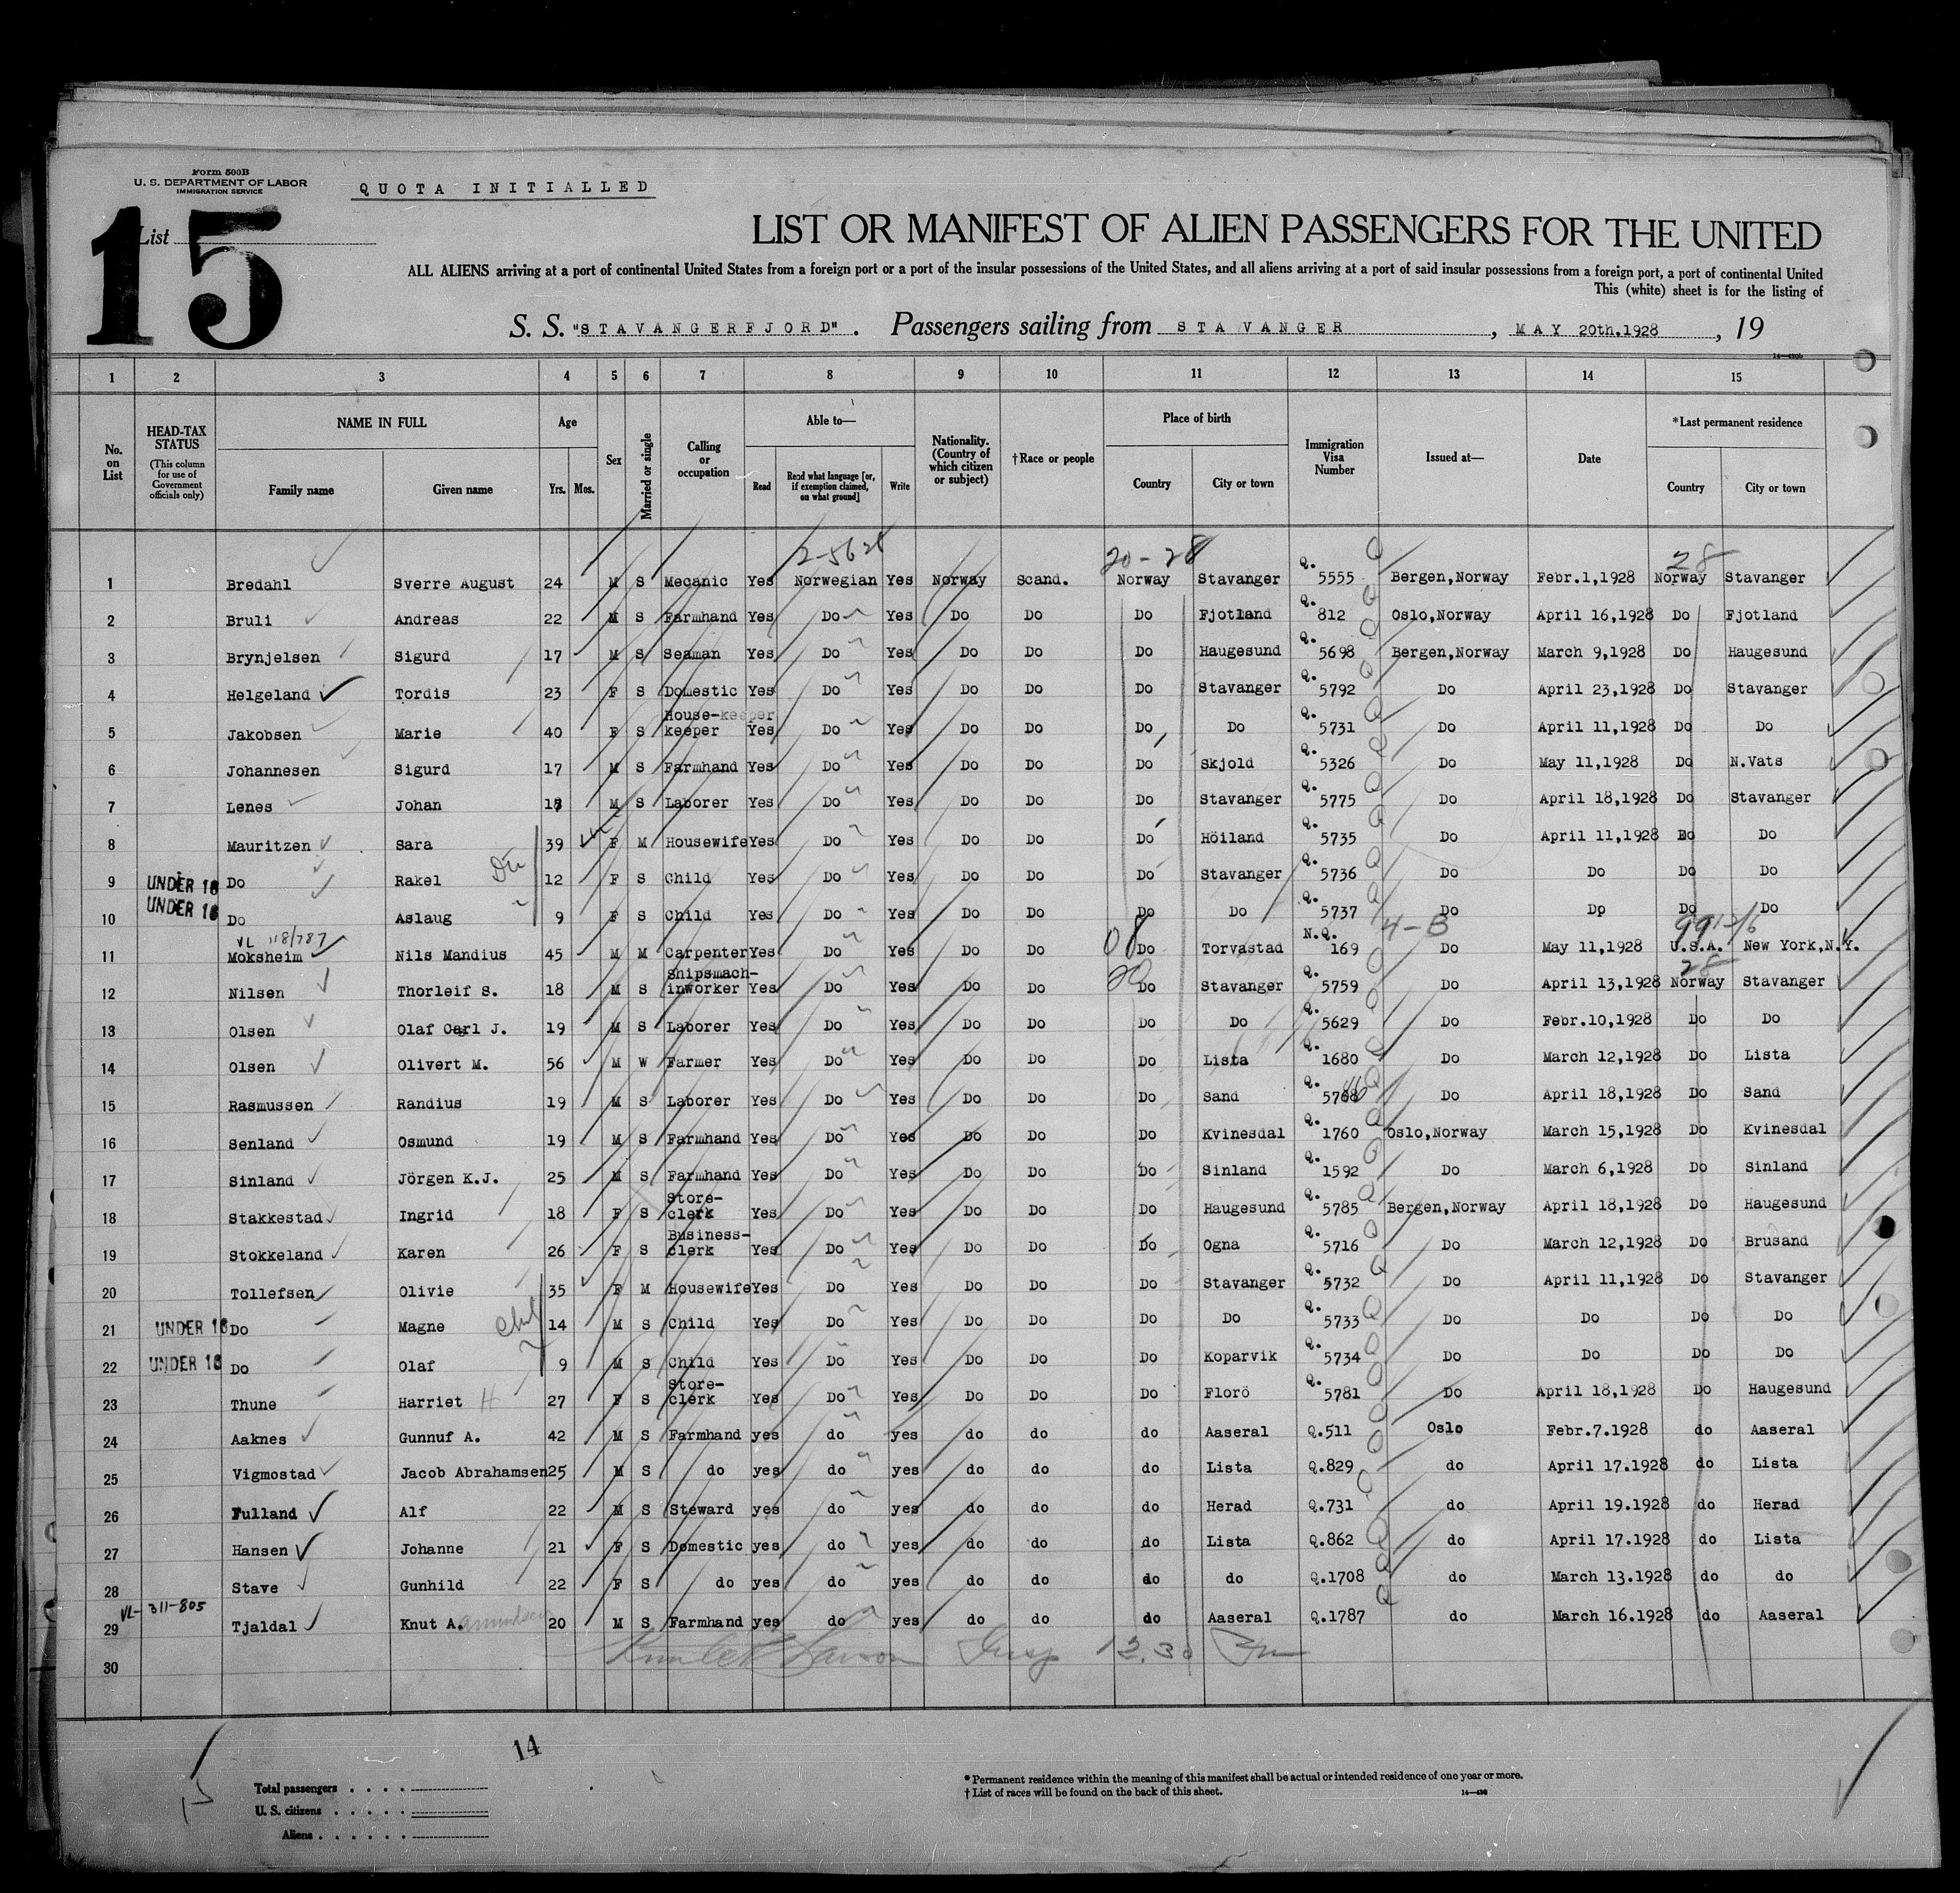 Form 500B
U. S. DEPARTMENT OF LABOR
IMMIGRATION SERVICE
QUOTA INITIALLED
List 15
LIST OR MANIFEST OF ALIEN PASSENGERS FOR THE UNITED
ALL ALIENS arriving at a port of continental United States from a foreign port or a port of the insular possessions of the United States, and all aliens arriving at a port of said insular possessions from a foreign port, a port of continental United
This (white) sheet is for the listing of
S. S. "STAVANGERFJORD". Passengers sailing from STAVANGER, MAY 20th.1928, 19
1 2 3 4 5 6 7 8 9 10 11 12 13 14 15
No. on List
HEAD-TAX STATUS (This column for use of Government officials only)
NAME IN FULL Family name Given name
Age Yrs. Mos.
Sex
Married or single
Calling or occupation
Able to— Read Read what language [or, if exemption claimed, on what ground] Write
Nationality. (Country of which citizen or subject)
†Race or people
Place of birth Country City or town
Immigration Visa Number
Issued at—
Date
*Last permanent residence Country City or town
2-5628 20-28 28
1 Bredahl Sverre August 24 M S Mecanic Yes Norwegian Yes Norway Scand. Norway Stavanger Q. 5555 Bergen,Norway Febr.1,1928 Norway Stavanger
2 Bruli Andreas 22 M S Farmhand Yes Do Yes Do Do Do Fjotland Q. 812 Oslo,Norway April 16,1928 Do Fjotland
3 Brynjelsen Sigurd 17 M S Seaman Yes Do Yes Do Do Do Haugesund Q. 5698 Bergen,Norway March 9,1928 Do Haugesund
4 Helgeland Tordis 23 F S Domestic Yes Do Yes Do Do Do Stavanger Q. 5792 Do April 23,1928 Do Stavanger
5 Jakobsen Marie 40 F S House-keeper keeper Yes Do Yes Do Do Do Do Q. 5731 Do April 11,1928 Do Do
6 Johannesen Sigurd 17 M S Farmhand Yes Do Yes Do Do Do Skjold Q. 5326 Do May 11,1928 Do N.Vats
7 Lenes Johan M S Laborer Yes Do Yes Do Do Do Stavanger Q. 5775 Do April 18,1928 Do Stavanger
8 Mauritzen Sara 39 F M Housewife Yes Do Yes Do Do Do Höiland Q. 5735 Do April 11,1928 Do Do
9 UNDER 16 Do Rakel 12 F S Child Yes Do Yes Do Do Do Stavanger Q. 5736 Do Do Do Do
10 UNDER 16 Do Aslaug 9 F S Child Yes Do Yes Do Do Do Do Q. 5737 Do Do Do Do
VL 118/787 08 4-B
11 Moksheim Nils Mandius 45 M M Carpenter Yes Do Yes Do Do Do Torvastad N.Q. 169 Do May 11,1928 U.S.A. New York,N.Y.
20 28
12 Nilsen Thorleif S. 18 M S Shipsmach-inworker Yes Do Yes Do Do Do Stavanger Q. 5759 Do April 13,1928 Norway Stavanger
13 Olsen Olaf Carl J. 19 M S Laborer Yes Do Yes Do Do Do Do Q. 5629 Do Febr.10,1928 Do Do
14 Olsen Olivert M. 56 M W Farmer Yes Do Yes Do Do Do Lista Q. 1680 Do March 12,1928 Do Lista
15 Rasmussen Randius 19 M S Laborer Yes Do Yes Do Do Do Sand Q. Do April 18,1928 Do Sand
16 Senland Osmund 19 M S Farmhand Yes Do Yes Do Do Do Kvinesdal Q. 1760 Oslo,Norway March 15,1928 Do Kvinesdal
17 Sinland Jörgen K.J. 25 M S Farmhand Yes Do Yes Do Do Do Sinland Q. 1592 Do March 6,1928 Do Sinland
18 Stakkestad Ingrid 18 F S Store-clerk Yes Do Yes Do Do Do Haugesund Q. 5785 Bergen,Norway April 18,1928 Do Haugesund
19 Stokkeland Karen 26 F S Business-clerk Yes Do Yes Do Do Do Ogna Q. 5716 Do March 12,1928 Do Brusand
20 Tollefsen Olivie 35 F M Housewife Yes Do Yes Do Do Do Stavanger Q. 5732 Do April 11,1928 Do Stavanger
21 UNDER 16 Do Magne 14 M S Child Yes Do Yes Do Do Do Do Q. 5733 Do Do Do Do
22 UNDER 16 Do Olaf 9 M S Child Yes Do Yes Do Do Do Koparvik Q. 5734 Do Do Do Do
23 Thune Harriet H 27 F S Store-clerk Yes Do Yes Do Do Do Florö Q. 5781 Do April 18,1928 Do Haugesund
24 Aaknes Gunnuf A. 42 M S Farmhand yes do yes do do do Aaseral Q.511 Oslo Febr.7.1928 do Aaseral
25 Vigmostad Jacob Abrahamsen 25 M S do yes do yes do do do Lista Q.829 do April 17.1928 do Lista
26 Fulland Alf 22 M S Steward yes do yes do do do Herad Q.731 do April 19.1928 do Herad
27 Hansen Johanne 21 F S Domestic yes do yes do do do Lista Q.862 do April 17.1928 do Lista
28 Stave Gunhild 22 F S do yes do yes do do do do Q.1708 do March 13.1928 do do
VL-311-805
29 Tjaldal Knut A. Amundsen 20 M S Farmhand yes do yes do do do Aaseral Q.1787 do March 16.1928 do Aaseral
30 Insp 12.30 Pm
14
Total passengers
U. S. citizens
Aliens
* Permanent residence within the meaning of this manifest shall be actual or intended residence of one year or more.
† List of races will be found on the back of this sheet.